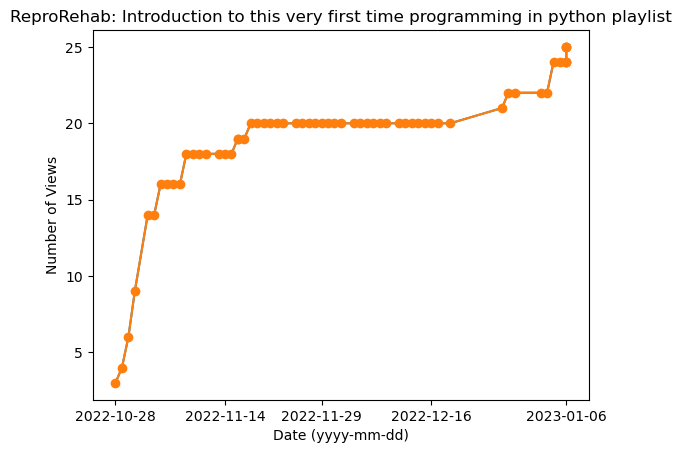 ReproRehab: Introduction to this very first time programming in python playlist
25
20
15
10
5
Number of Views
2022-10-28 2022-11-14 2022-11-29 2022-12-16 2023-01-06
Date (yyyy-mm-dd)